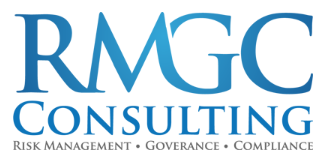 RMGC
CONSULTING
RISK MANAGEMENT • GOVERANCE • COMPLIANCE